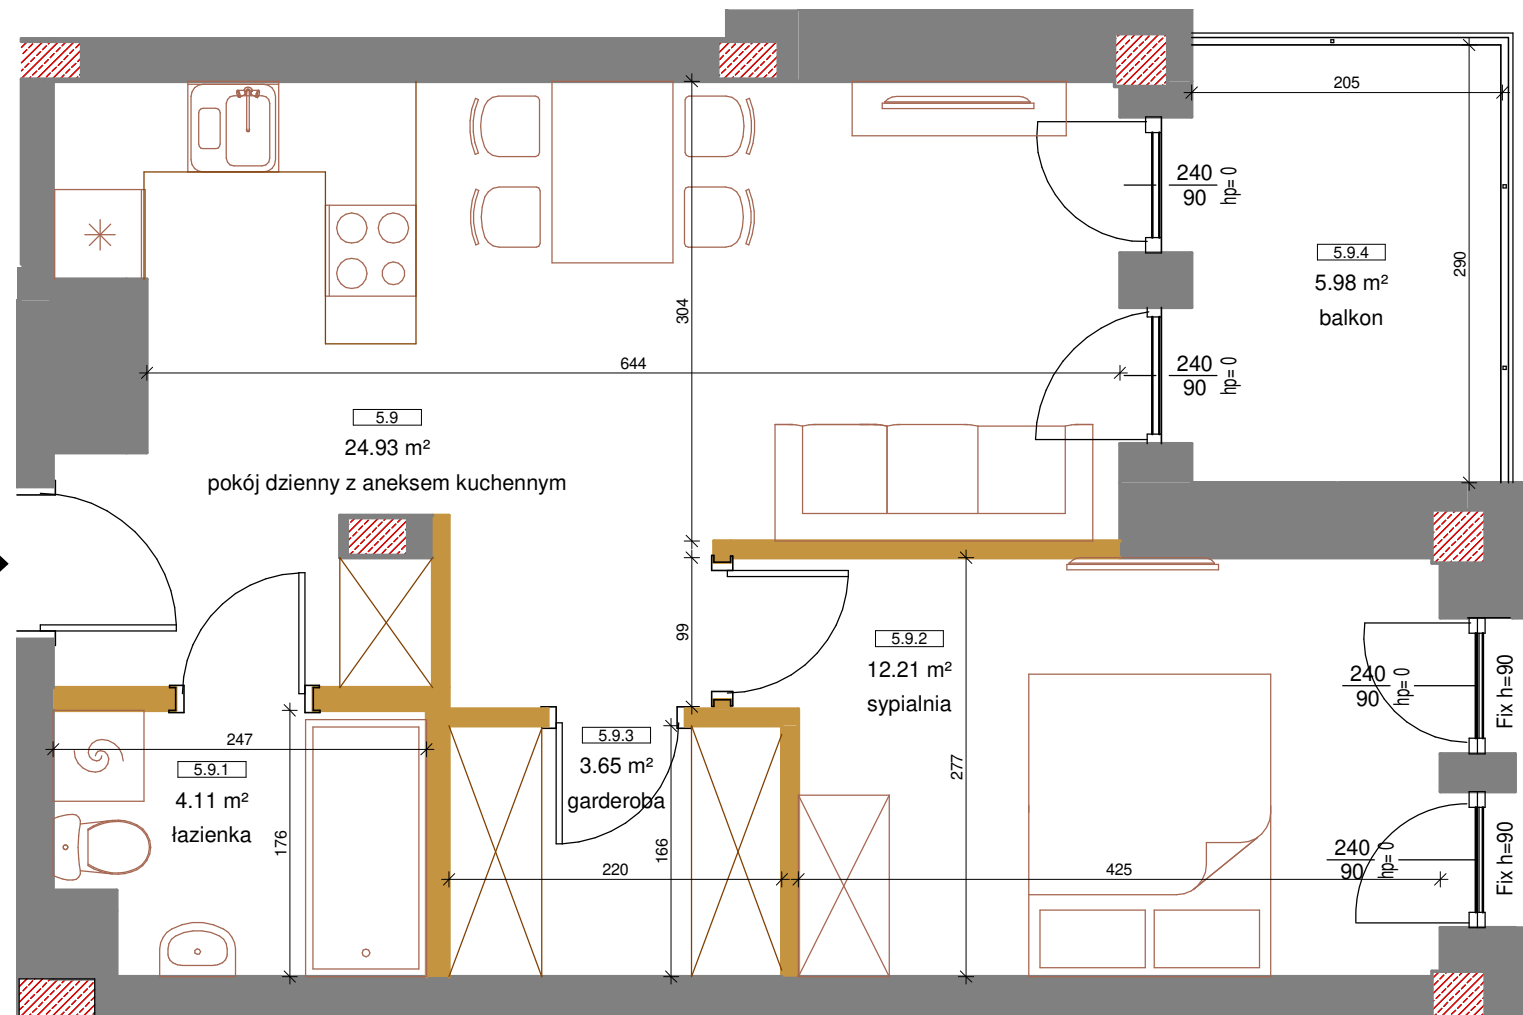 205
240
90
hp= 0
5.9.4
5.98 m²
balkon
290
304
644
240
90
hp= 0
5.9
24.93 m²
pokój dzienny z aneksem kuchennym
99
5.9.2
12.21 m²
sypialnia
240
90
hp= 0
Fix h=90
247
5.9.1
4.11 m²
łazienka
176
5.9.3
3.65 m²
garderoba
166
277
220
425
240
90
hp= 0
Fix h=90